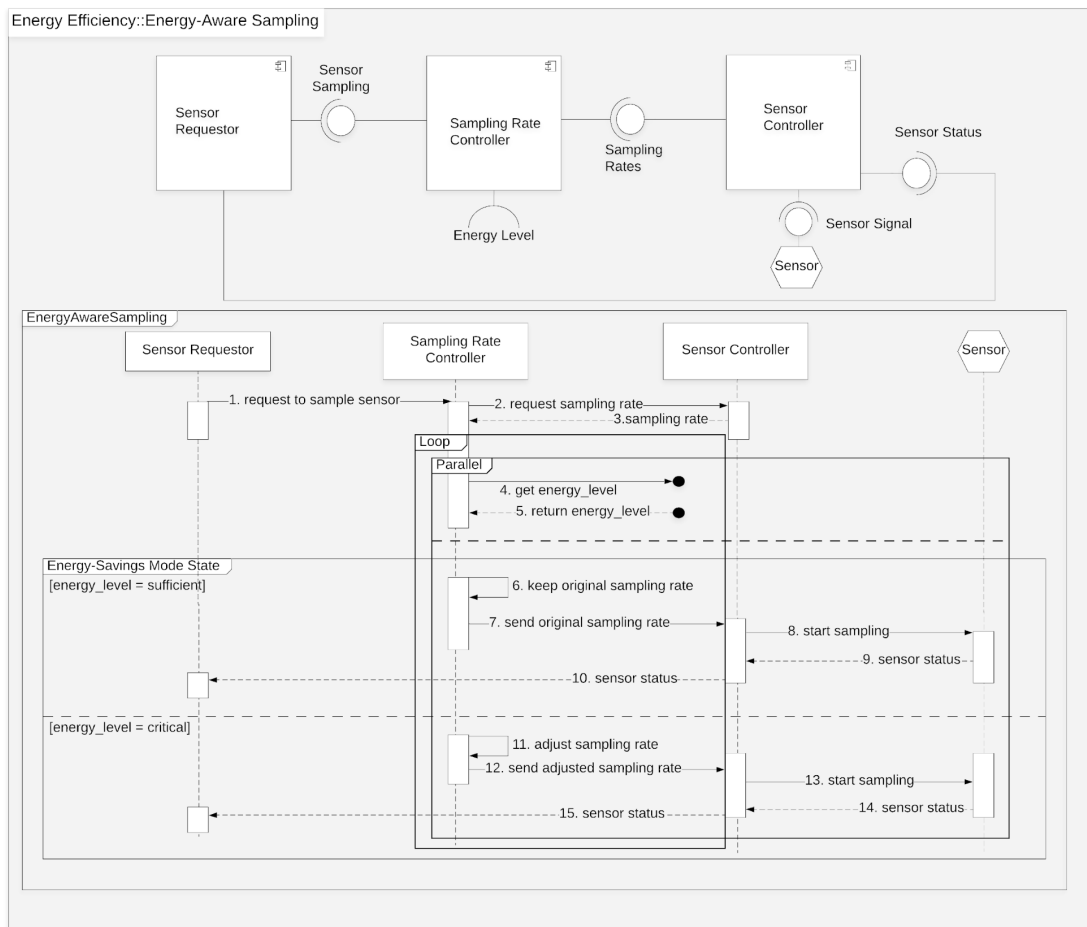 Energy Efficiency::Energy-Aware Sampling
Sensor
Requestor
Sensor
Sampling
Sampling Rate
Controller
Energy Level
Sampling
Rates
Sensor
Controller
Sensor Status
Sensor Signal
Sensor
EnergyAwareSampling
Sensor Requestor
Sampling Rate
Controller
Sensor Controller
Sensor
1. request to sample sensor
2. request sampling rate
3.sampling rate
Loop
Parallel
4. get energy_level
5. return energy_level
Energy-Savings Mode State
[energy_level = sufficient]
6. keep original sampling rate
7. send original sampling rate
8. start sampling
9. sensor status
10. sensor status
[energy_level = critical]
11. adjust sampling rate
12. send adjusted sampling rate
13. start sampling
14. sensor status
15. sensor status